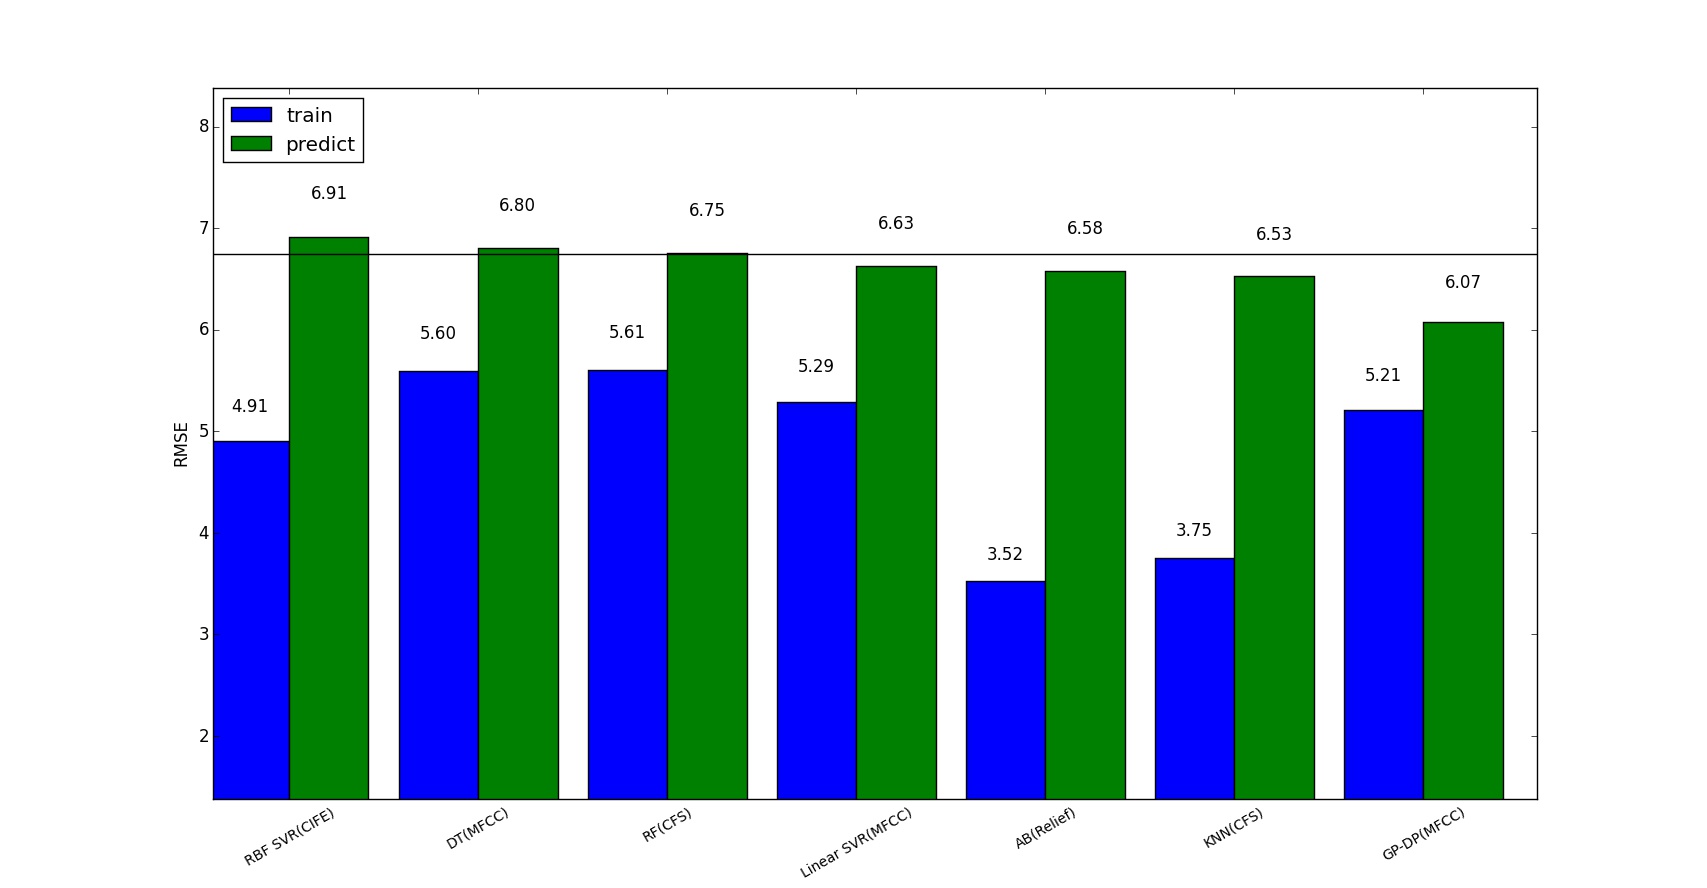 train
predict
8
7
6
5
4
3
2
RMSE
6.91
6.80
6.75
6.63
6.58
6.53
6.07
4.91
5.60
5.61
5.29
3.52
3.75
5.21
RBF SVR(CIFE)
DT(MFCC)
RF(CFS)
Linear SVR(MFCC)
AB(Relief)
KNN(CFS)
GP-DP(MFCC)